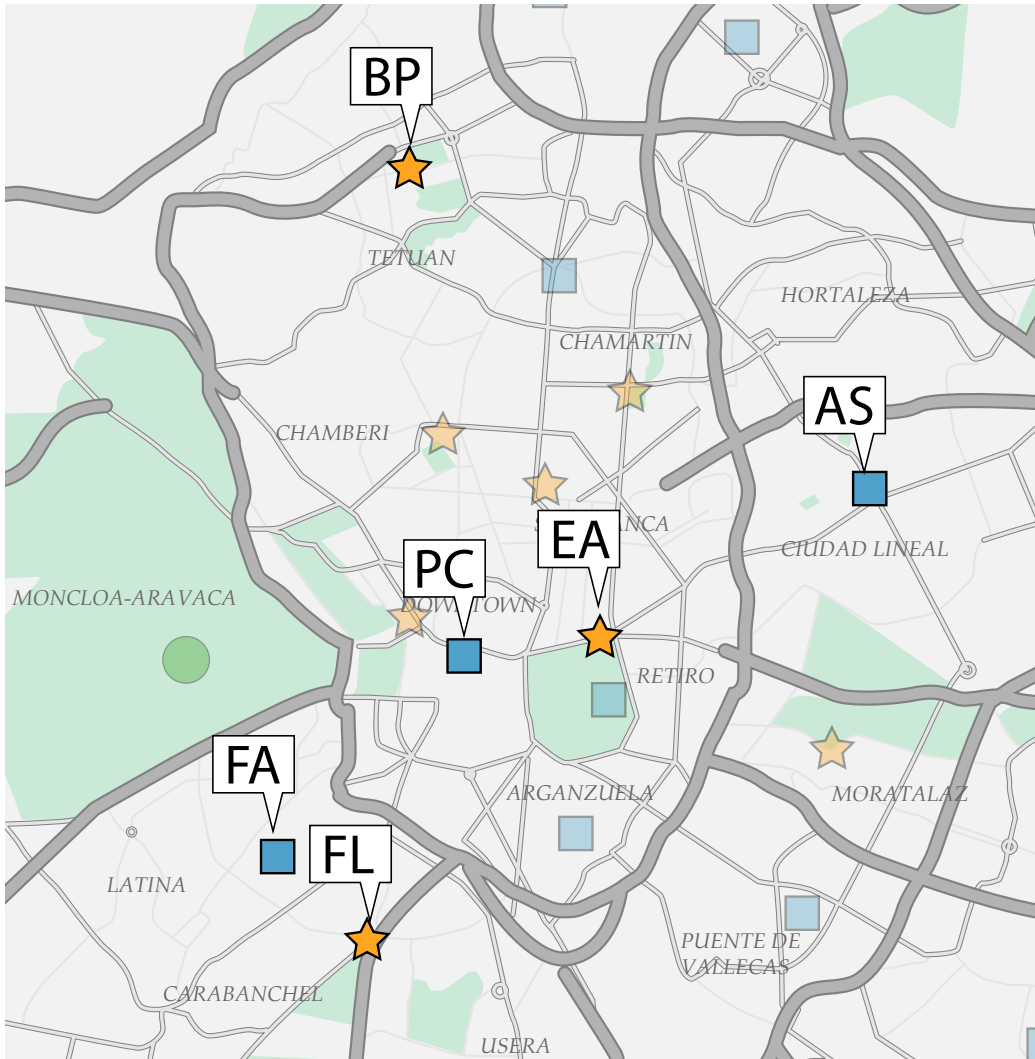 BP
TETUAN
HORTALEZA
CHAMARTIN
AS
CHAMBERI
EA
CIUDAD LINEAL
PC
MONCLOA-ARAVACA
DOWNTOWN
RETIRO
FA
ARGANZUELA
MORATALAZ
FL
LATINA
PUENTE DE
VALLECAS
CARABANCHEL
USERA